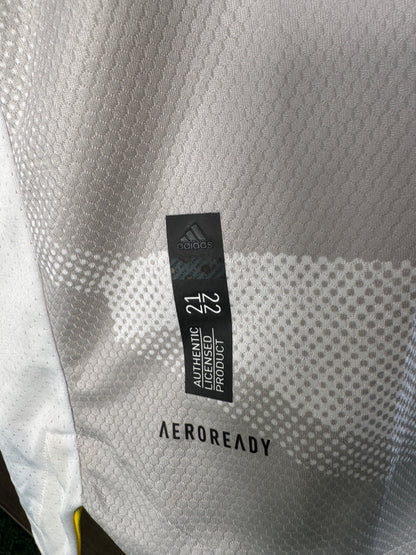 adidas
21
22
AUTHENTIC
LICENSED
PRODUCT
AEROREADY